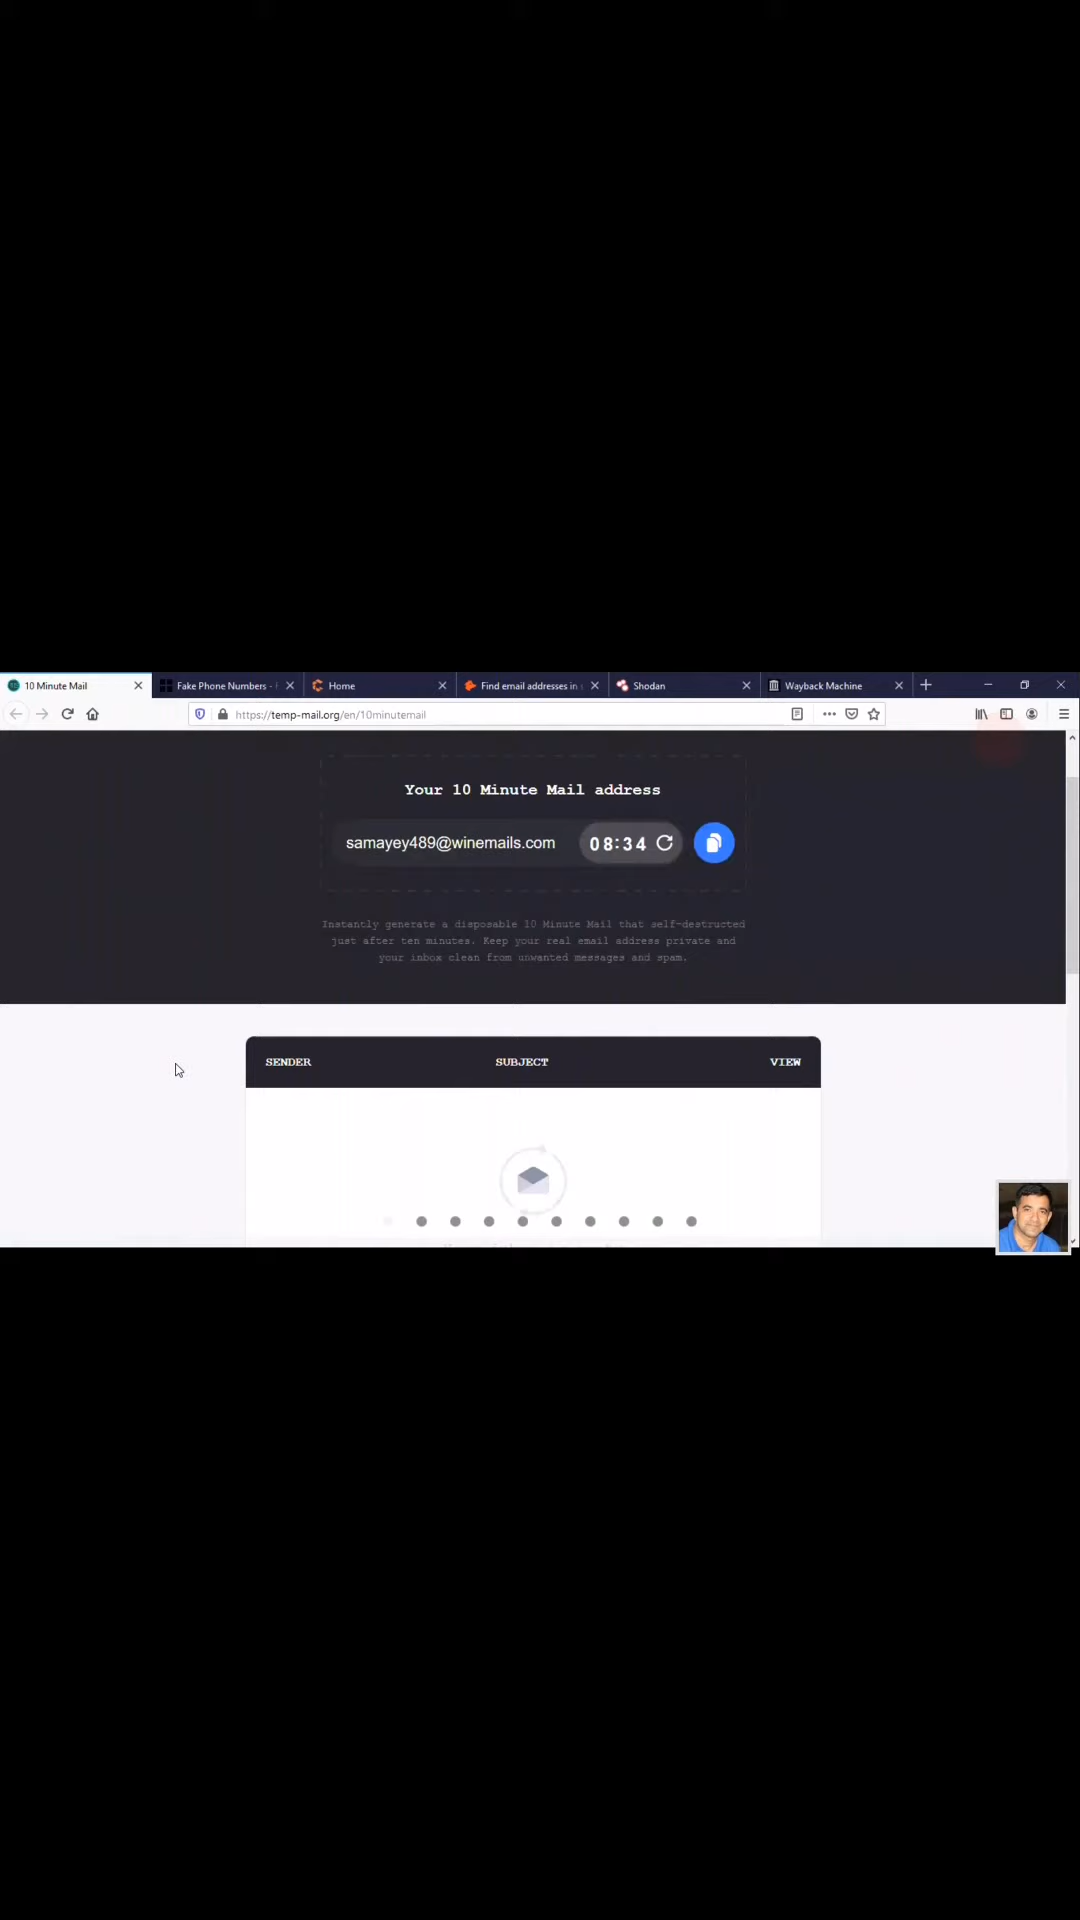 10 Minute Mail
Fake Phone Numbers -
Home
Find email addresses in
Shodan
Wayback Machine
https://temp-mail.org/en/10minutemail
Your 10 Minute Mail address
samayey489@winemails.com
08:34
Instantly generate a disposable 10 Minute Mail that self-destructed
just after ten minutes. Keep your real email address private and
your inbox clean from unwanted messages and spam.
SENDER
SUBJECT
VIEW